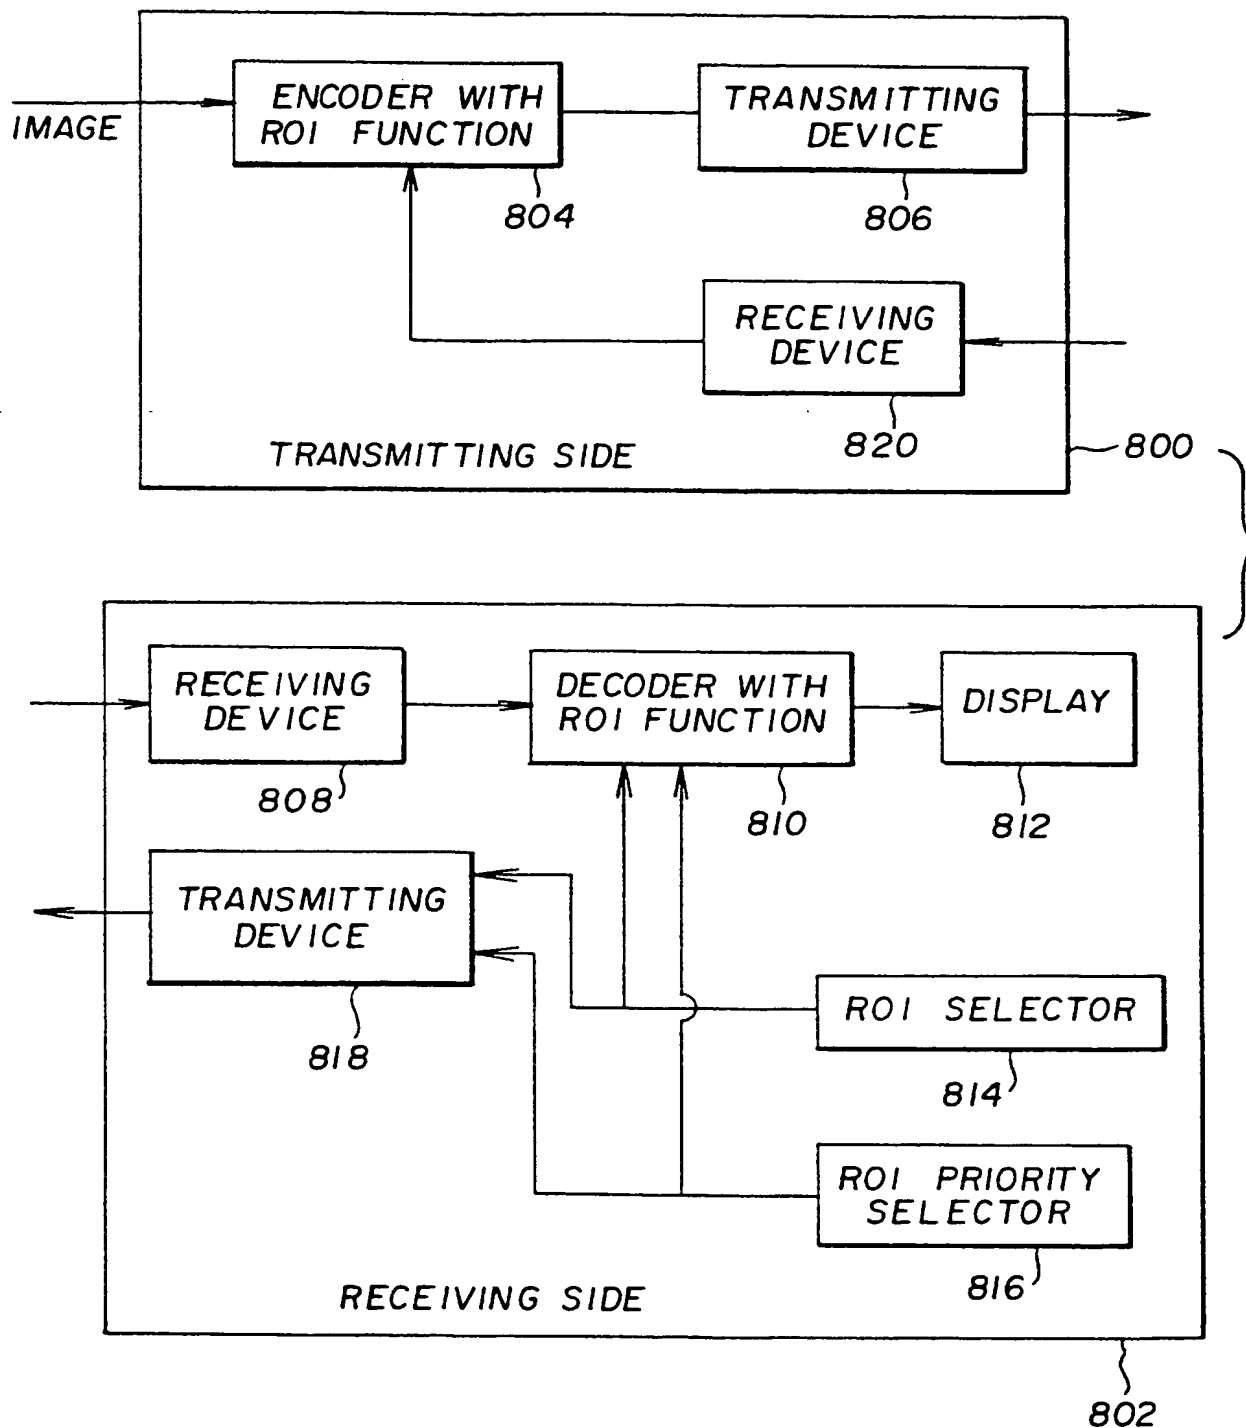 ENCODER WITH
ROI FUNCTION
TRANSMITTING
DEVICE
IMAGE
804
806
RECEIVING
DEVICE
820
TRANSMITTING SIDE
800
RECEIVING
DEVICE
DECODER WITH
ROI FUNCTION
DISPLAY
808
810
812
TRANSMITTING
DEVICE
818
ROI SELECTOR
814
ROI PRIORITY
SELECTOR
816
RECEIVING SIDE
802